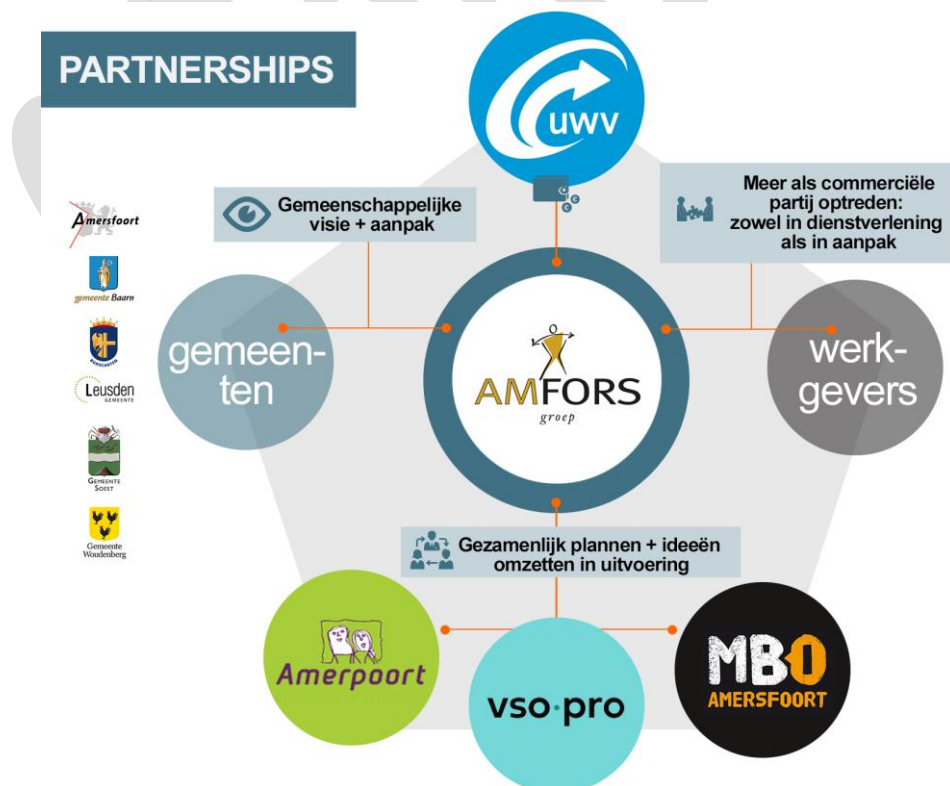 PARTNERSHIPS
uwv
Gemeenschappelijke
visie + aanpak
Meer als commerciële
partij optreden:
zowel in dienstverlening
als in aanpak
Amersfoort
gemeente Baarn
BUNSCHOTEN
Leusden
GEMEENTE
GEMEENTE
SOEST
Gemeente
Woudenberg
gemeen-
ten
AMFORS
groep
werk-
gevers
Gezamenlijk plannen + ideeën
omzetten in uitvoering
Amerpoort
vso·pro
MBO
AMERSFOORT